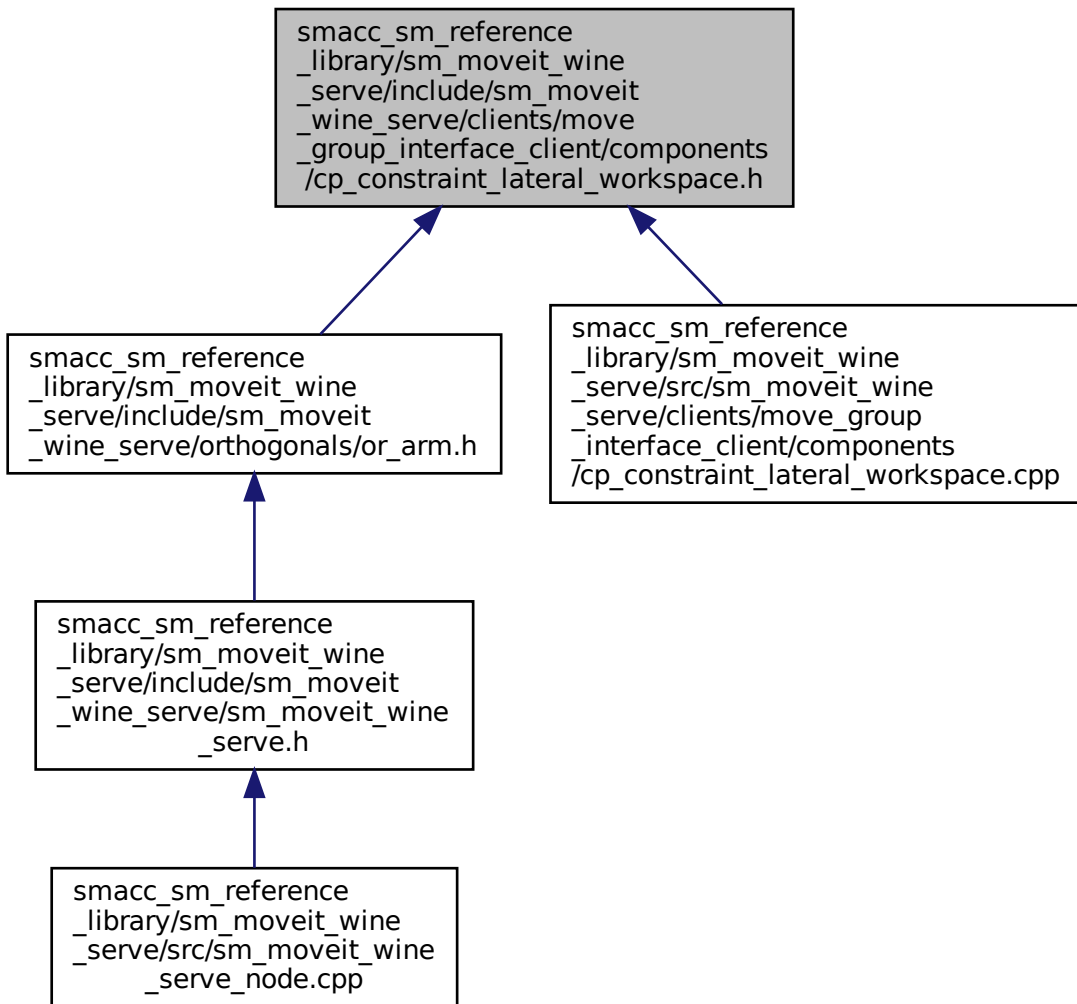 smacc_sm_reference
_library/sm_moveit_wine
_serve/include/sm_moveit
_wine_serve/clients/move
_group_interface_client/components
/cp_constraint_lateral_workspace.h
smacc_sm_reference
_library/sm_moveit_wine
_serve/include/sm_moveit
_wine_serve/orthogonals/or_arm.h
smacc_sm_reference
_library/sm_moveit_wine
_serve/src/sm_moveit_wine
_serve/clients/move_group
_interface_client/components
/cp_constraint_lateral_workspace.cpp
smacc_sm_reference
_library/sm_moveit_wine
_serve/include/sm_moveit
_wine_serve/sm_moveit_wine
_serve.h
smacc_sm_reference
_library/sm_moveit_wine
_serve/src/sm_moveit_wine
_serve_node.cpp